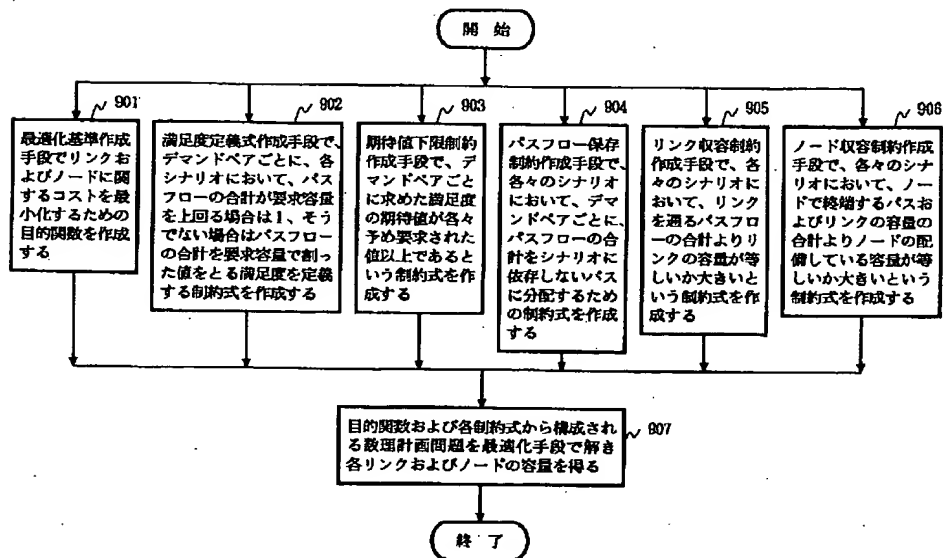 開始
901
最適化基準作成
手段でリンクお
よびノードに関
するコストを最
小化するための
目的関数を作成
する
902
満足度定義式作成手段で、
デマンドペアごとに、各
シナリオにおいて、パス
フローの合計が要求容量
を上回る場合は1、そう
でない場合はパスフロー
の合計を要求容量で割っ
た値をとる満足度を定義
する制約式を作成する
903
期待値下限制約
作成手段で、デ
マンドペアごと
に求めた満足度
の期待値が各々
予め要求された
値以上であると
いう制約式を作
成する
904
パスフロー保存
制約作成手段で、
各々のシナリオ
において、デマ
ンドペアごとに、
パスフローの合
計をシナリオに
依存しないパス
に分配するため
の制約式を作成
する
905
リンク収容制約
作成手段で、各
々のシナリオに
おいて、リンク
を通るパスフロ
ーの合計よりリ
ンクの容量が等
しいか大きいと
いう制約式を作
成する
906
ノード収容制約作成
手段で、各々のシナ
リオにおいて、ノー
ドで終端するパスお
よびリンクの容量の
合計よりノードの配
備している容量が等
しいか大きいという
制約式を作成する
目的関数および各制約式から構成され
る数理計画問題を最適化手段で解き
各リンクおよびノードの容量を得る
907
終了